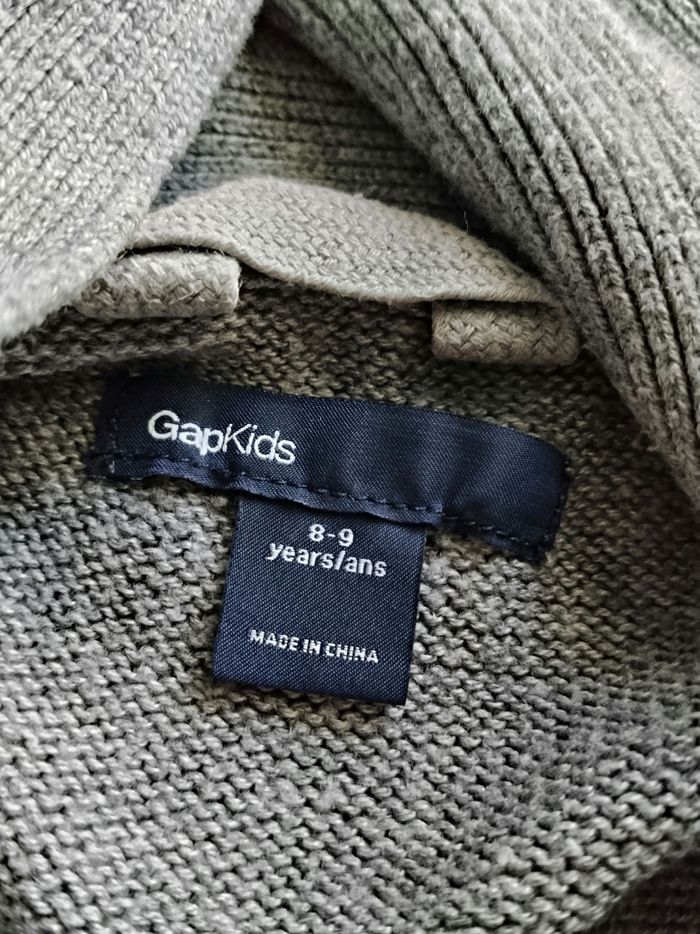 GapKids
8-9
years/ans
MADE IN CHINA